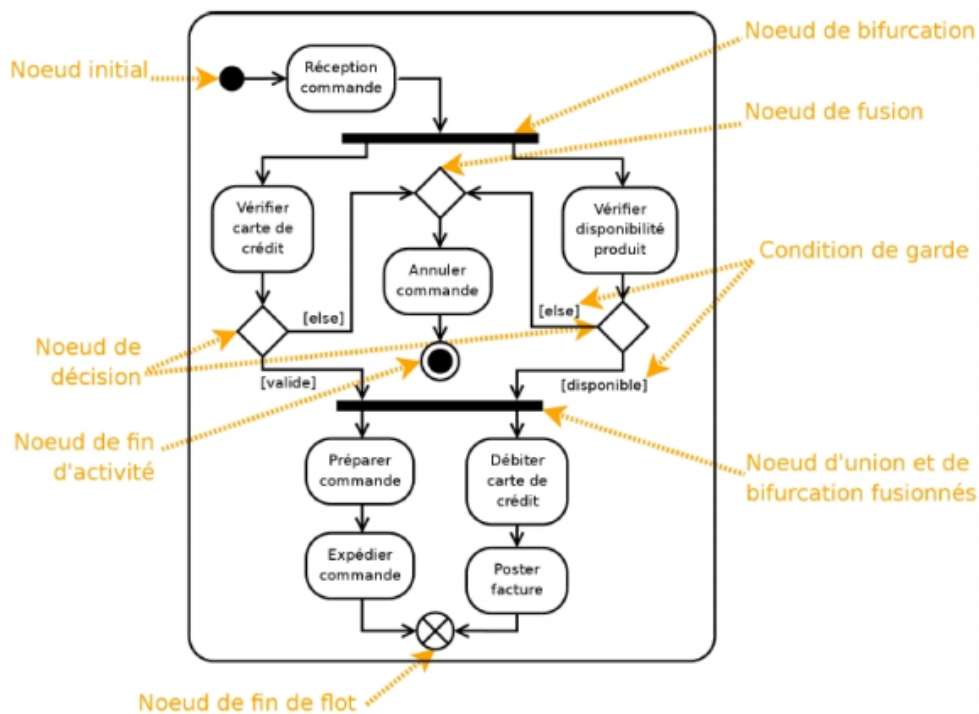 Noeud de bifurcation
Noeud initial
Réception
commande
Noeud de fusion
Vérifier
carte de
crédit
Vérifier
disponibilité
produit
Annuler
commande
Condition de garde
[else]
[else]
Noeud de
décision
[valide]
[disponible]
Noeud de fin
d'activité
Préparer
commande
Débiter
carte de
crédit
Noeud d'union et de
bifurcation fusionnés
Expédier
commande
Poster
facture
Noeud de fin de flot